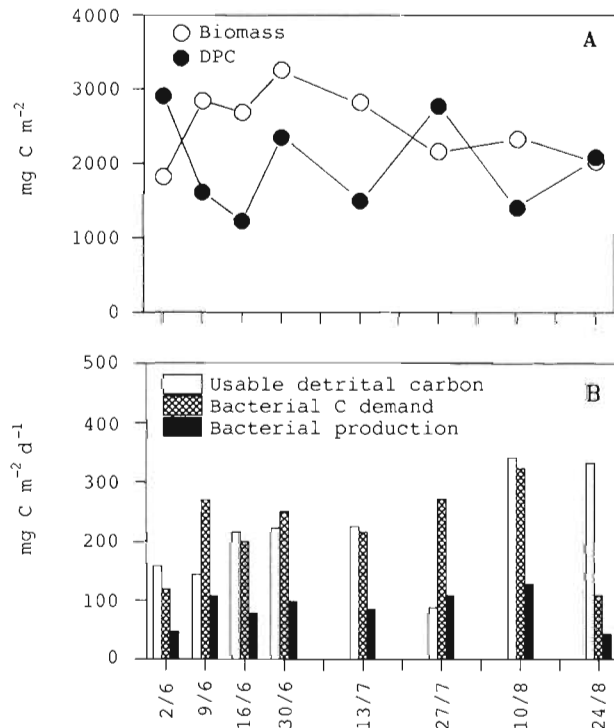 4000
3000
2000
1000
0
mg C m-2
Biomass
DPC
A
500
400
300
200
100
0
mg C m-2 d-1
Usable detrital carbon
Bacterial C demand
Bacterial production
B
2/6
9/6
16/6
30/6
13/7
27/7
10/8
24/8